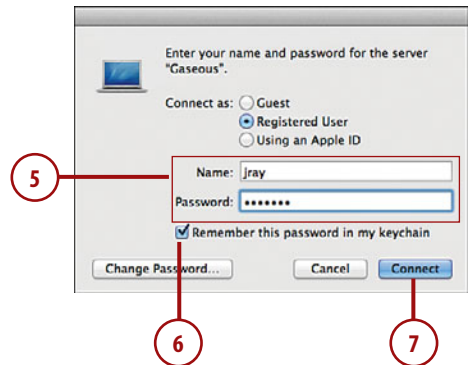 Enter your name and password for the server
"Gaseous".
Connect as: Guest
Registered User
Using an Apple ID
5
Name: jray
Password: •••••••
Remember this password in my keychain
Change Password... Cancel Connect
6 7